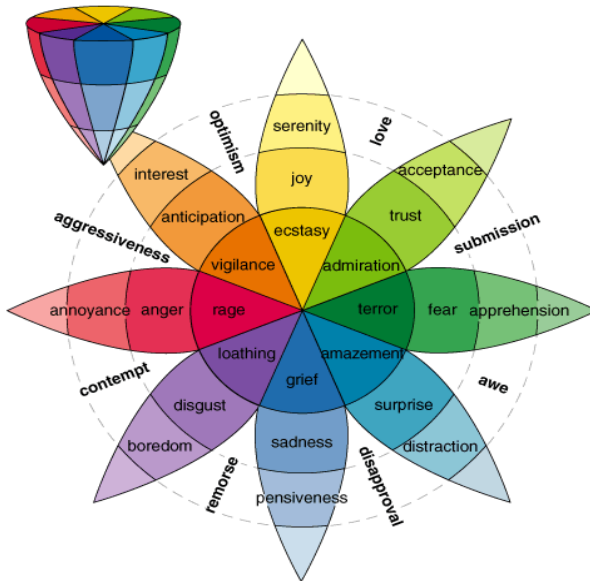 serenity
joy
ecstasy
optimism
love
interest
anticipation
vigilance
acceptance
trust
admiration
aggressiveness
submission
annoyance
anger
rage
terror
fear
apprehension
loathing
disgust
boredom
grief
sadness
pensiveness
amazement
surprise
distraction
contempt
awe
remorse
disapproval